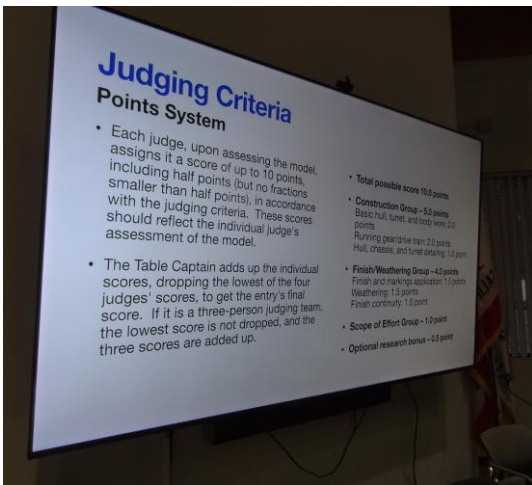 Judging Criteria
Points System
• Each judge, upon assessing the model,
assigns it a score of up to 10 points,
including half points (but no fractions
smaller than half points), in accordance
with the judging criteria. These scores
should reflect the individual judge's
assessment of the model.
• The Table Captain adds up the individual
scores, dropping the lowest of the four
judges' scores, to get the entry's final
score. If it is a three-person judging team,
the lowest score is not dropped, and the
three scores are added up.
• Total possible score 10.0 points
• Construction Group – 5.0 points
Basic hull, turret, and body work: 2.0
points
Running gear/drive train: 2.0 points
Hull, chassis, and turret detailing: 1.0 point
• Finish/Weathering Group – 4.0 points
Finish and markings application: 1.5 points
Weathering: 1.5 points
Finish continuity: 1.0 point
• Scope of Effort Group – 1.0 point
• Optional research bonus – 0.5 point